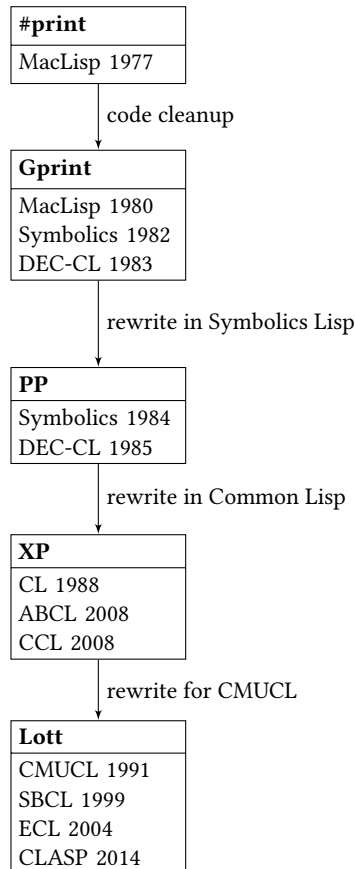 #print
MacLisp 1977
code cleanup
Gprint
MacLisp 1980
Symbolics 1982
DEC-CL 1983
rewrite in Symbolics Lisp
PP
Symbolics 1984
DEC-CL 1985
rewrite in Common Lisp
XP
CL 1988
ABCL 2008
CCL 2008
rewrite for CMUCL
Lott
CMUCL 1991
SBCL 1999
ECL 2004
CLASP 2014